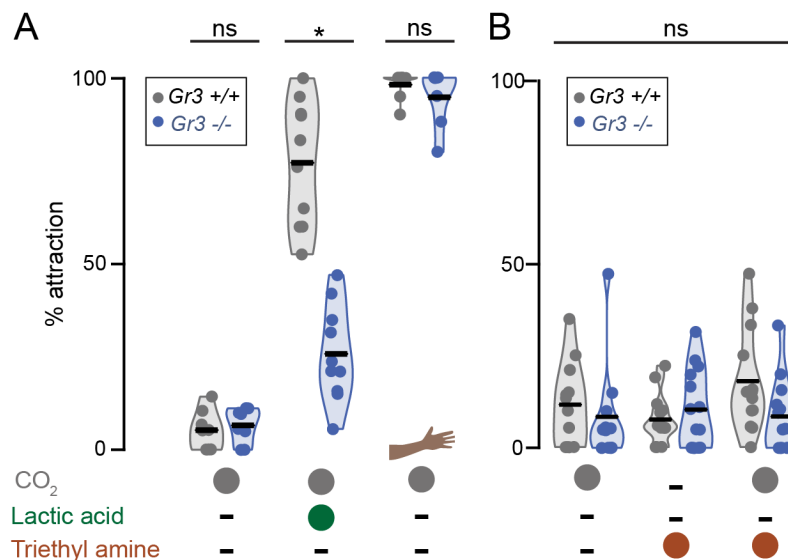 A
ns
*
ns
B
ns
100
Gr3 +/+
Gr3 -/-
100
Gr3 +/+
Gr3 -/-
% attraction
50
50
0
0
CO₂
-
Lactic acid
-
-
-
-
-
Triethyl amine
-
-
-
-